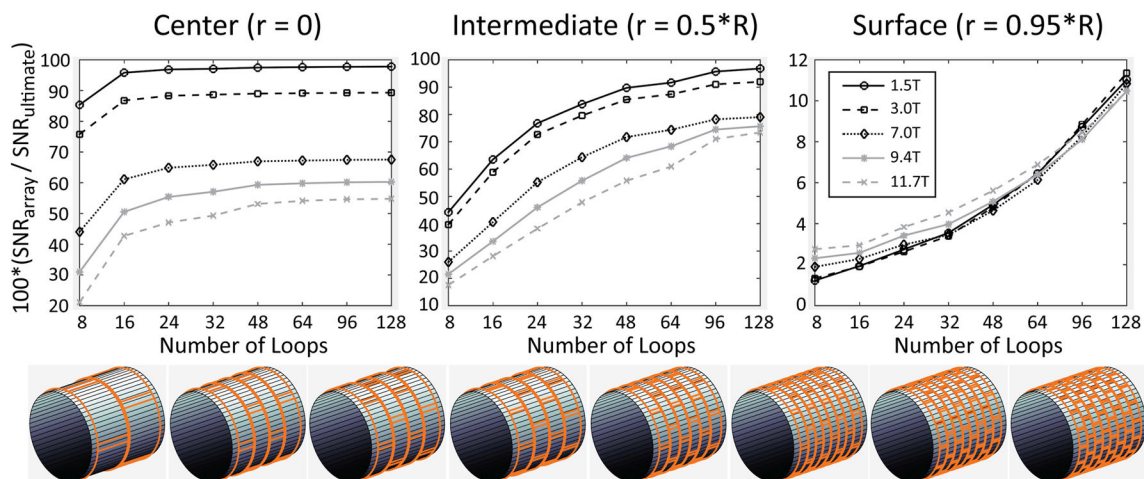 Center (r = 0)
Intermediate (r = 0.5*R)
Surface (r = 0.95*R)
100*(SNRarray / SNRultimate)
100
90
80
70
60
50
40
30
20
8 16 24 32 48 64 96 128
Number of Loops
100
90
80
70
60
50
40
30
20
10
8 16 24 32 48 64 96 128
Number of Loops
12
10
8
6
4
2
0
1.5T
3.0T
7.0T
9.4T
11.7T
8 16 24 32 48 64 96 128
Number of Loops